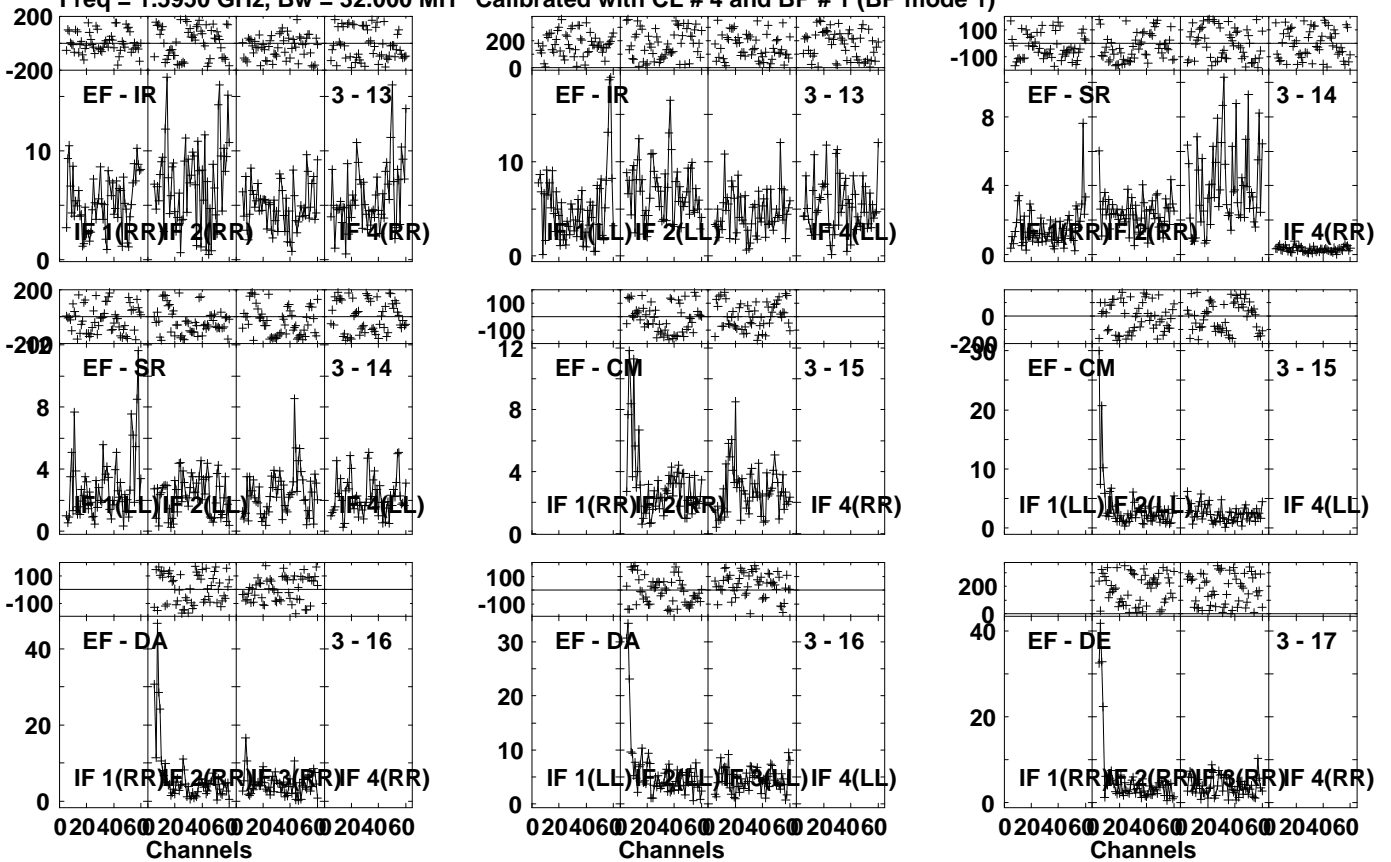 Freq = 1.5950 GHz, Bw = 32.000 MH Calibrated with CL # 4 and BP # 1 (BP mode 1)
200
-200
EF - IR
3 - 13
10
0
IF 1(RR)
IF 2(RR)
IF 4(RR)
200
0
EF - IR
3 - 13
10
0
IF 1(LL)
IF 2(LL)
IF 4(LL)
100
-100
EF - SR
3 - 14
8
4
0
IF 1(RR)
IF 2(RR)
IF 4(RR)
200
-200
12
EF - SR
3 - 14
8
4
0
IF 1(LL)
IF 2(LL)
IF 4(LL)
100
-100
12
EF - CM
3 - 15
8
4
0
IF 1(RR)
IF 2(RR)
IF 4(RR)
0
-200
30
EF - CM
3 - 15
20
10
0
IF 1(LL)
IF 2(LL)
IF 4(LL)
100
-100
EF - DA
3 - 16
40
20
0
IF 1(RR)
IF 2(RR)
IF 3(RR)
IF 4(RR)
0 20 40 60 0 20 40 60 0 20 40 60 0 20 40 60
Channels
100
-100
EF - DA
3 - 16
30
20
10
0
IF 1(LL)
IF 2(LL)
IF 3(LL)
IF 4(LL)
0 20 40 60 0 20 40 60 0 20 40 60 0 20 40 60
Channels
200
0
EF - DE
3 - 17
40
20
0
IF 1(RR)
IF 2(RR)
IF 3(RR)
IF 4(RR)
0 20 40 60 0 20 40 60 0 20 40 60 0 20 40 60
Channels